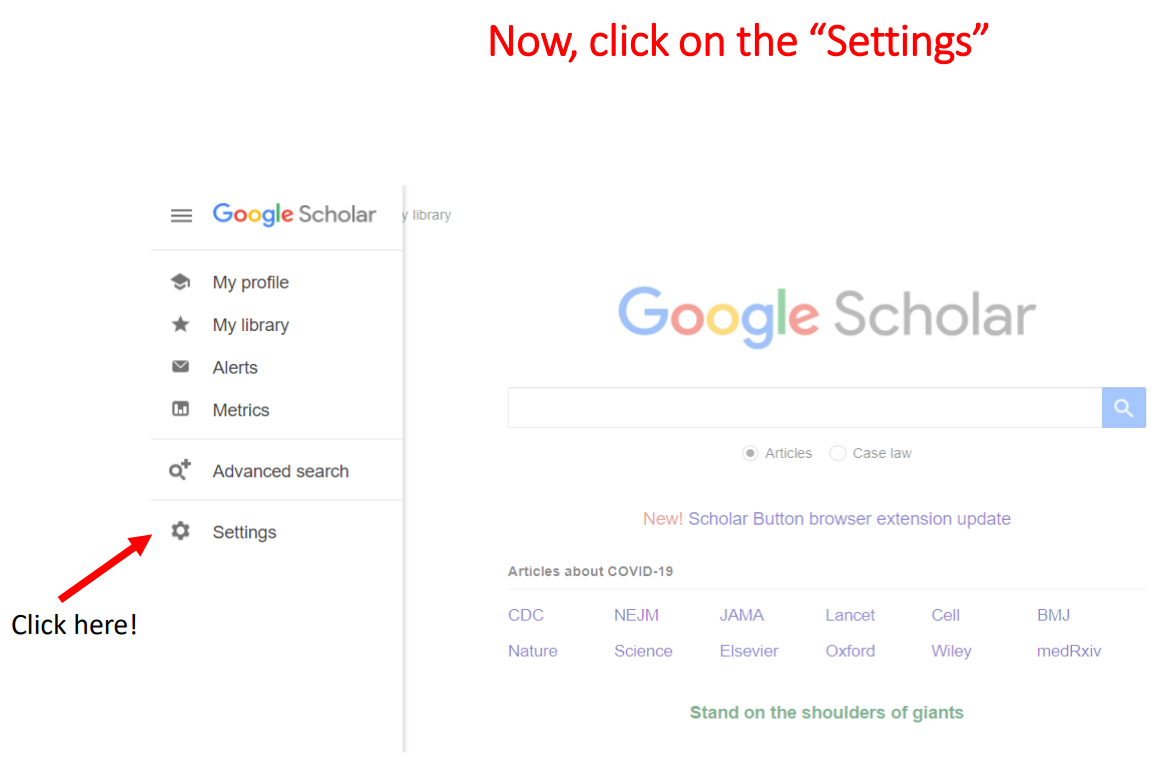 Now, click on the “Settings”
Google Scholar
y library
My profile
My library
Alerts
Metrics
Advanced search
Settings
Click here!
Google Scholar
Articles
Case law
New! Scholar Button browser extension update
Articles about COVID-19
CDC NEJM JAMA Lancet Cell BMJ
Nature Science Elsevier Oxford Wiley medRxiv
Stand on the shoulders of giants